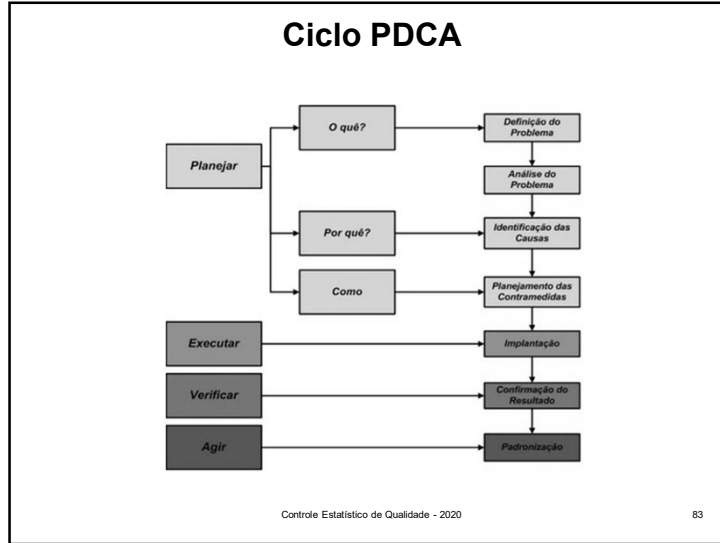 Ciclo PDCA
O quê?
Definição do
Problema
Planejar
Análise do
Problema
Por quê?
Identificação das
Causas
Como
Planejamento das
Contramedidas
Executar
Implantação
Verificar
Confirmação do
Resultado
Agir
Padronização
Controle Estatístico de Qualidade - 2020
83